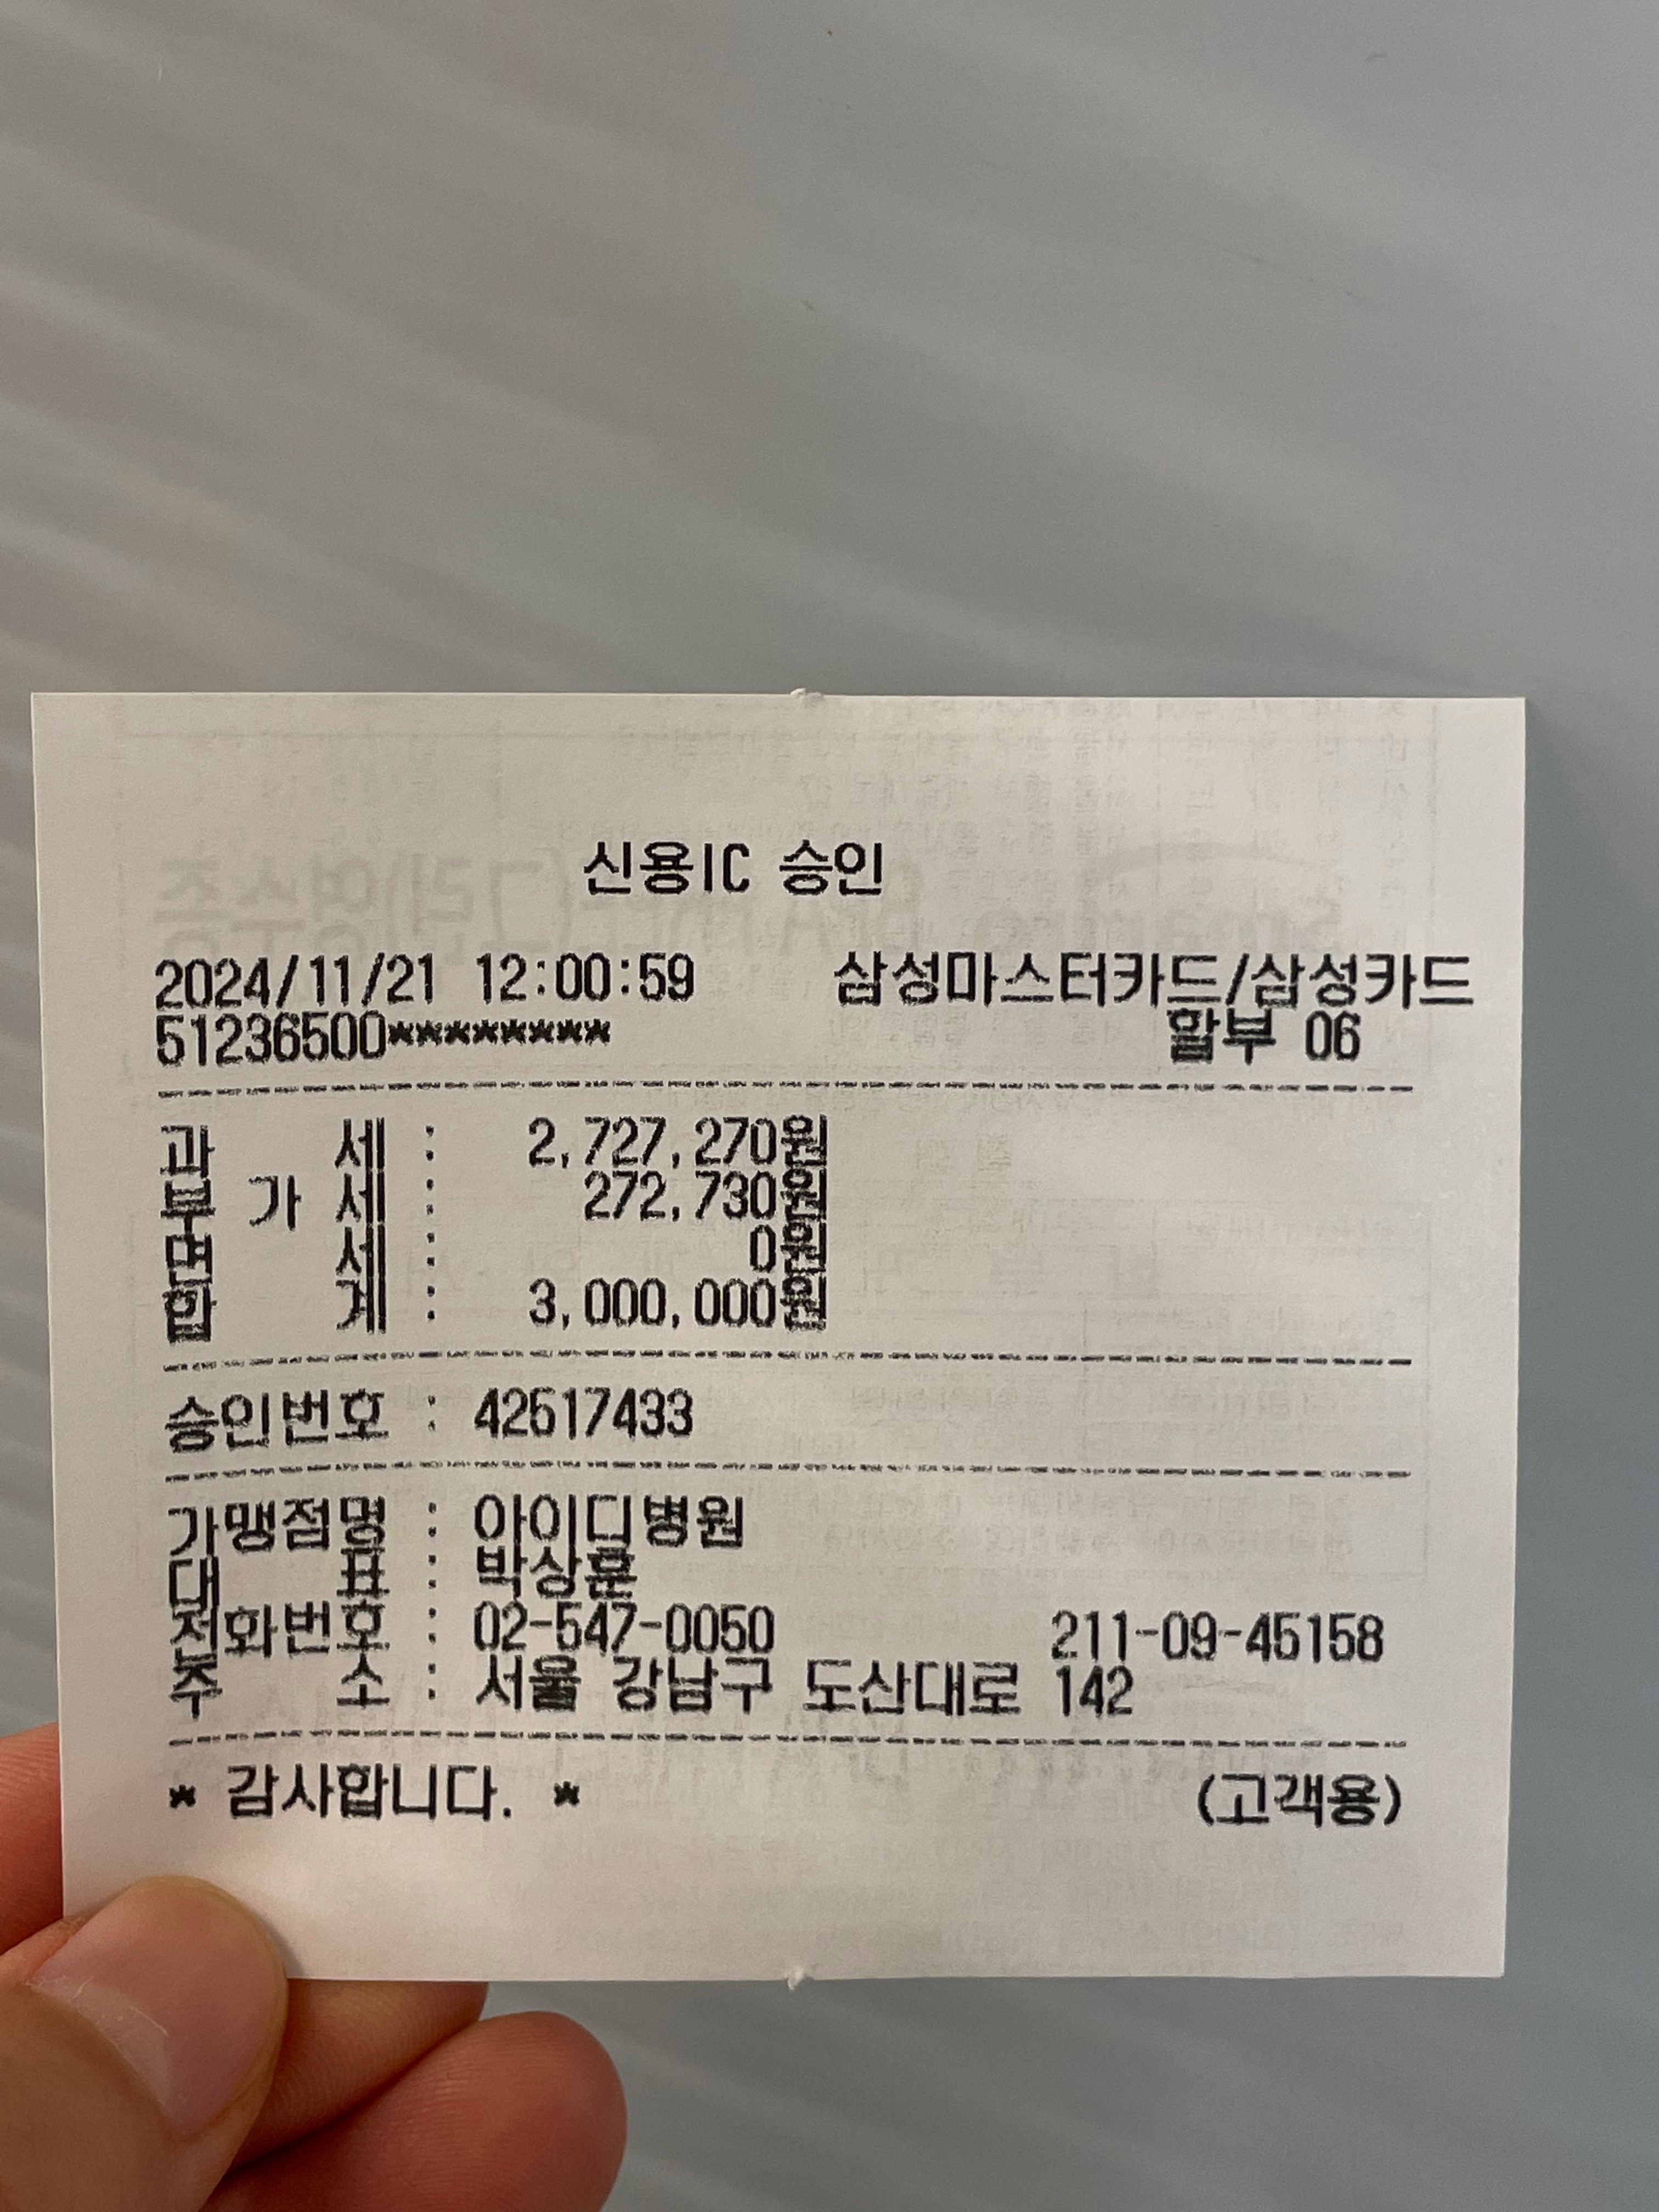 신용IC 승인
2024/11/21 12:00:59 삼성마스터카드/삼성카드
51236500******** 할부 06
과 세 : 2,727,270원
부 가 세 : 272,730원
면 세 : 0원
합 계 : 3,000,000원
승인번호 : 42517433
가맹점명 : 아이디병원
대 표 : 박상훈
전화번호 : 02-547-0050 211-09-45158
주 소 : 서울 강남구 도산대로 142
* 감사합니다. * (고객용)